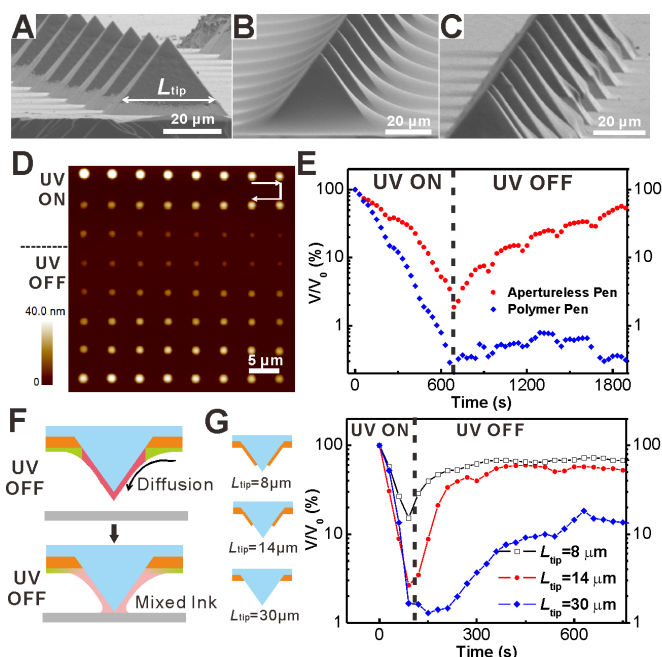 A
L tip
20 µm
B
20 µm
C
20 µm
D
UV
ON
UV
OFF
40.0 nm
0
5 µm
E
UV ON UV OFF
V/V0 (%)
100
10
1
100
10
1
Apertureless Pen
Polymer Pen
0 600 1200 1800
Time (s)
F
UV
OFF
Diffusion
UV
OFF
Mixed Ink
G
Ltip=8µm
Ltip=14µm
Ltip=30µm
UV ON UV OFF
V/V0 (%)
100
10
1
100
10
1
Ltip=8 µm
Ltip=14 µm
Ltip=30 µm
0 300 600
Time (s)